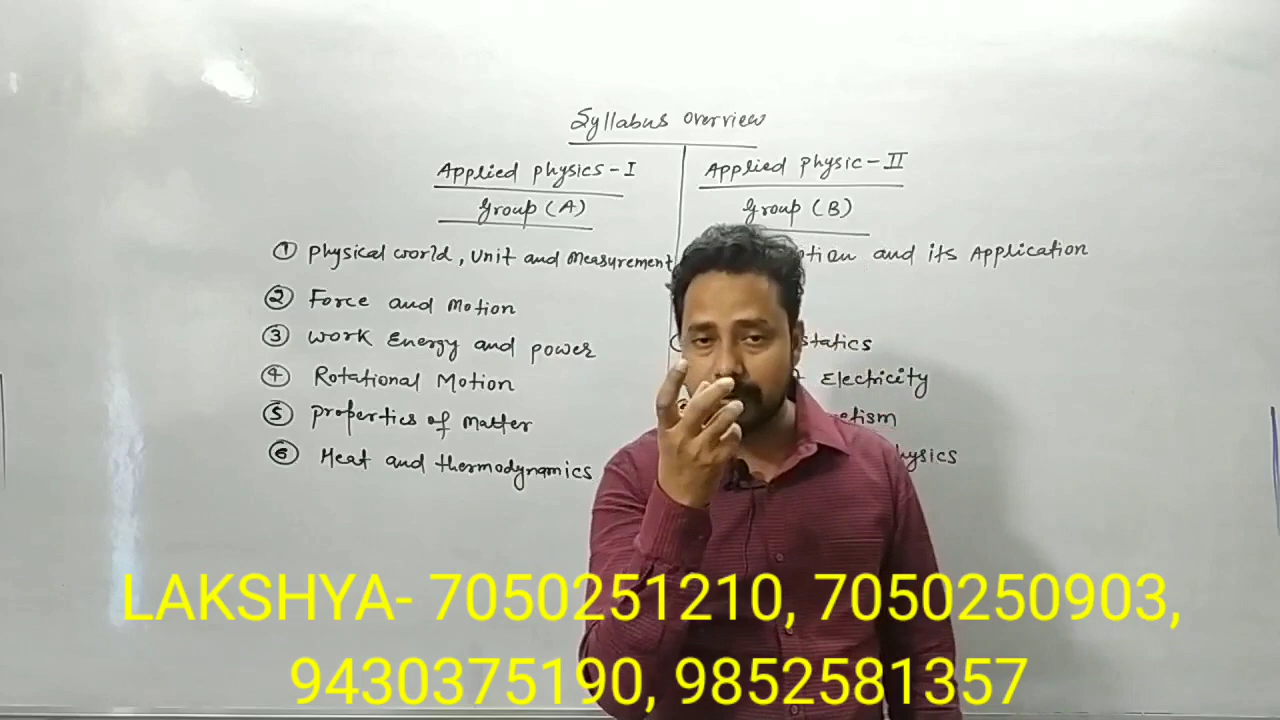 Syllabus overview
Applied physics-I
Group (A)
① Physical world, Unit and Measurement
② Force and Motion
③ Work Energy and power
④ Rotational Motion
⑤ properties of Matter
⑥ Heat and thermodynamics
Applied physic-II
Group (B)
and its Application
Electricity
LAKSHYA- 7050251210, 7050250903,
9430375190, 9852581357